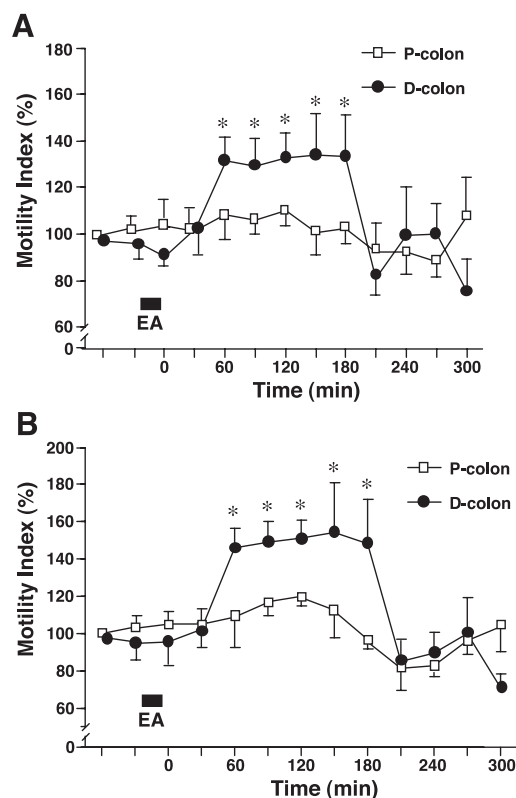 A
180
160
140
120
100
80
60
0
Motility Index (%)
P-colon
D-colon
* * * * *
EA
0 60 120 180 240 300
Time (min)
B
200
180
160
140
120
100
80
60
0
Motility Index (%)
P-colon
D-colon
* * * * *
EA
0 60 120 180 240 300
Time (min)